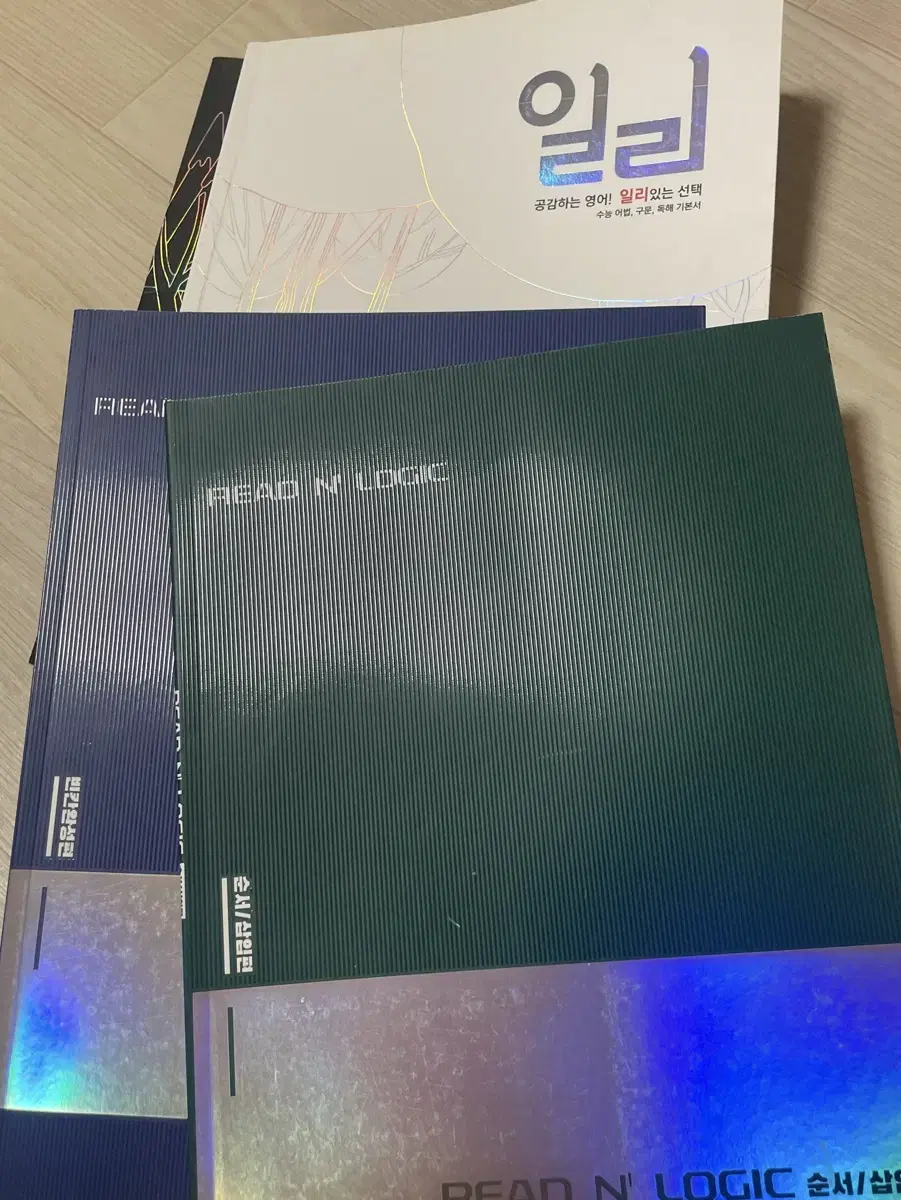 일리
공감하는 영어! 일리있는 선택
수능 어법, 구문, 독해 기본서
REA
READ N' LOGIC
READ N' LOGIC
빈칸완성편
순서/삽입편
READ N' LOGIC 순서/삽입